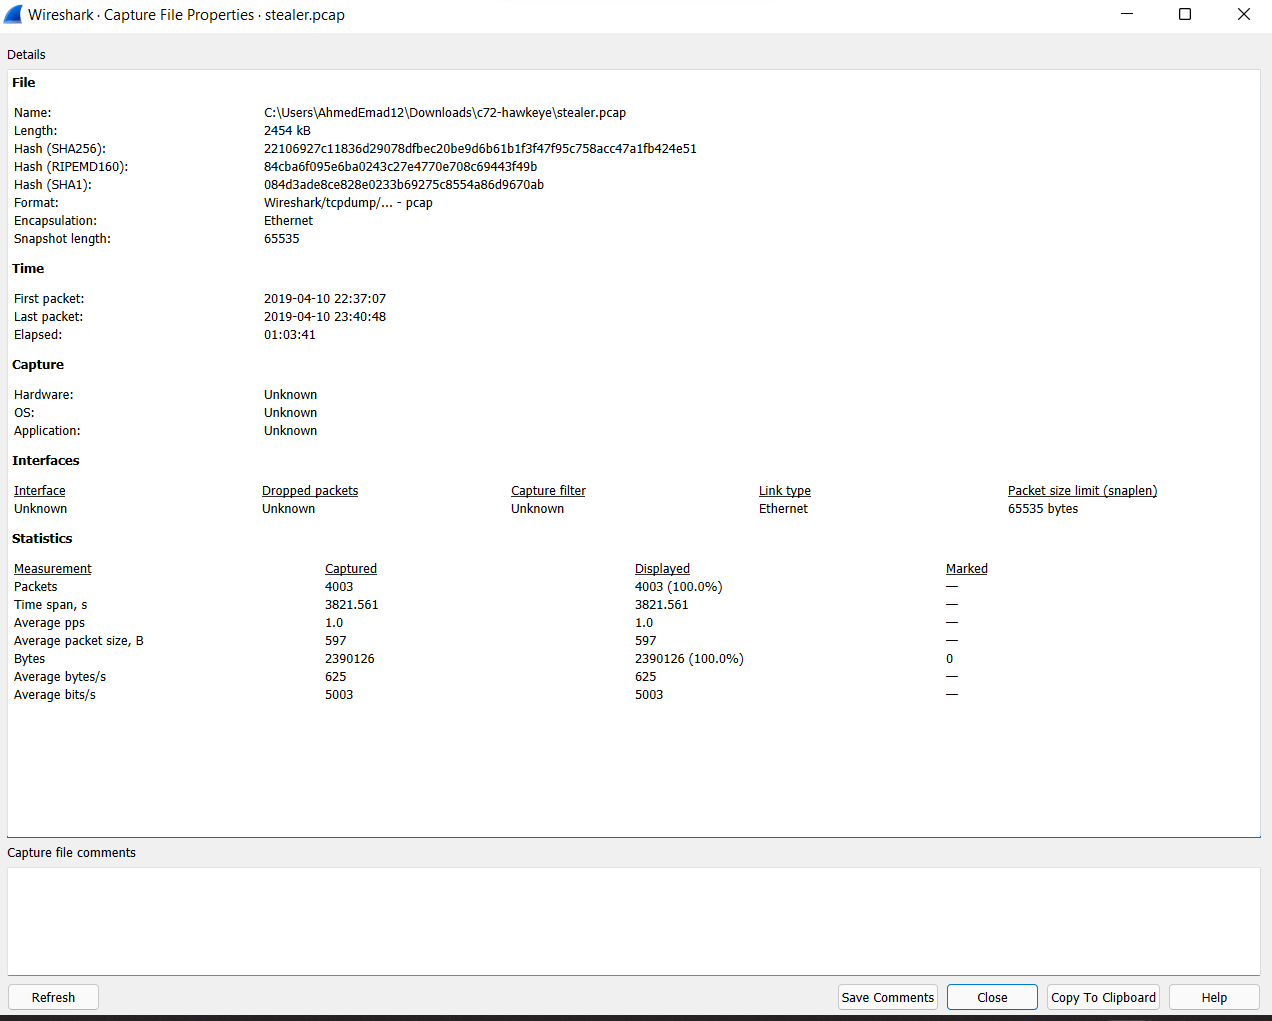 Wireshark · Capture File Properties · stealer.pcap
Details
File
Name: C:\Users\AhmedEmad12\Downloads\c72-hawkeye\stealer.pcap
Length: 2454 kB
Hash (SHA256): 22106927c11836d29078dfbec20be9d6b61b1f3f47f95c758acc47a1fb424e51
Hash (RIPEMD160): 84cba6f095e6ba0243c27e4770e708c69443f49b
Hash (SHA1): 084d3ade8ce828e0233b69275c8554a86d9670ab
Format: Wireshark/tcpdump/... - pcap
Encapsulation: Ethernet
Snapshot length: 65535
Time
First packet: 2019-04-10 22:37:07
Last packet: 2019-04-10 23:40:48
Elapsed: 01:03:41
Capture
Hardware: Unknown
OS: Unknown
Application: Unknown
Interfaces
Interface Dropped packets Capture filter Link type Packet size limit (snaplen)
Unknown Unknown Unknown Ethernet 65535 bytes
Statistics
Measurement Captured Displayed Marked
Packets 4003 4003 (100.0%) —
Time span, s 3821.561 3821.561 —
Average pps 1.0 1.0 —
Average packet size, B 597 597 —
Bytes 2390126 2390126 (100.0%) 0
Average bytes/s 625 625 —
Average bits/s 5003 5003 —
Capture file comments
Refresh Save Comments Close Copy To Clipboard Help